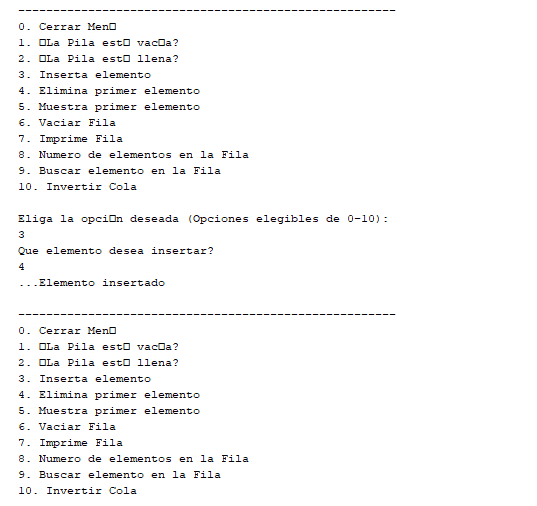 -------------------------------------------------------
0. Cerrar Men□
1. □La Pila est□ vac□a?
2. □La Pila est□ llena?
3. Inserta elemento
4. Elimina primer elemento
5. Muestra primer elemento
6. Vaciar Fila
7. Imprime Fila
8. Numero de elementos en la Fila
9. Buscar elemento en la Fila
10. Invertir Cola
Eliga la opci□n deseada (Opciones elegibles de 0-10):
3
Que elemento desea insertar?
4
...Elemento insertado
-------------------------------------------------------
0. Cerrar Men□
1. □La Pila est□ vac□a?
2. □La Pila est□ llena?
3. Inserta elemento
4. Elimina primer elemento
5. Muestra primer elemento
6. Vaciar Fila
7. Imprime Fila
8. Numero de elementos en la Fila
9. Buscar elemento en la Fila
10. Invertir Cola